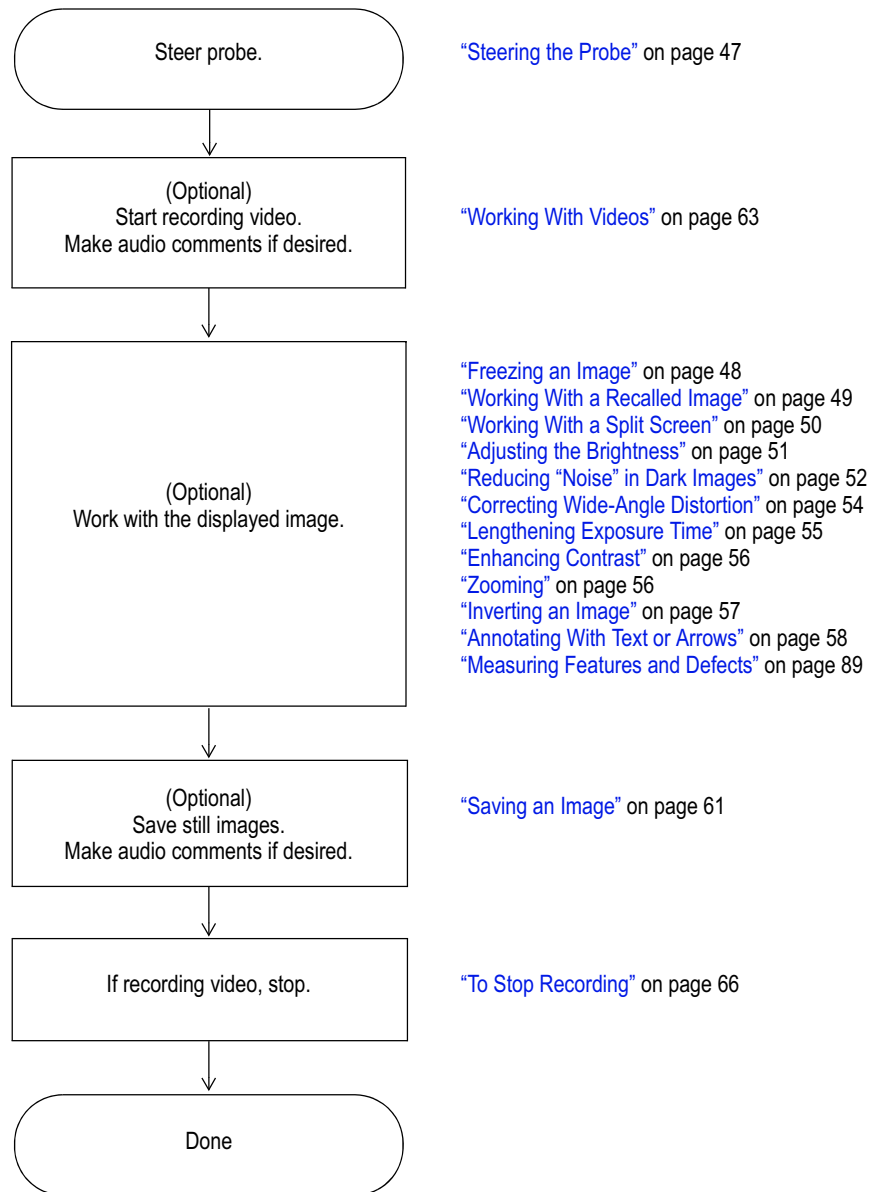 Steer probe.
“Steering the Probe” on page 47
(Optional)
Start recording video.
Make audio comments if desired.
“Working With Videos” on page 63
(Optional)
Work with the displayed image.
“Freezing an Image” on page 48
“Working With a Recalled Image” on page 49
“Working With a Split Screen” on page 50
“Adjusting the Brightness” on page 51
“Reducing “Noise” in Dark Images” on page 52
“Correcting Wide-Angle Distortion” on page 54
“Lengthening Exposure Time” on page 55
“Enhancing Contrast” on page 56
“Zooming” on page 56
“Inverting an Image” on page 57
“Annotating With Text or Arrows” on page 58
“Measuring Features and Defects” on page 89
(Optional)
Save still images.
Make audio comments if desired.
“Saving an Image” on page 61
If recording video, stop.
“To Stop Recording” on page 66
Done